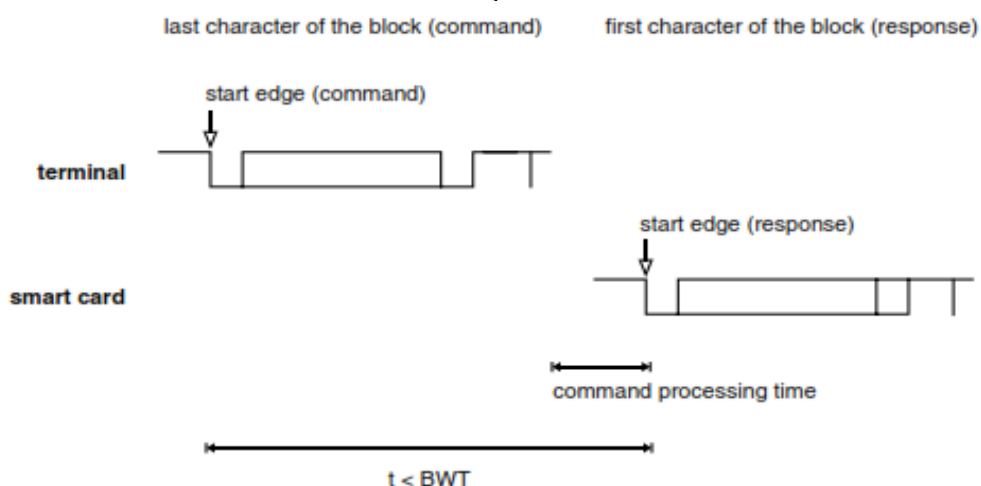 last character of the block (command) first character of the block (response)
start edge (command)
terminal
start edge (response)
smart card
command processing time
t < BWT